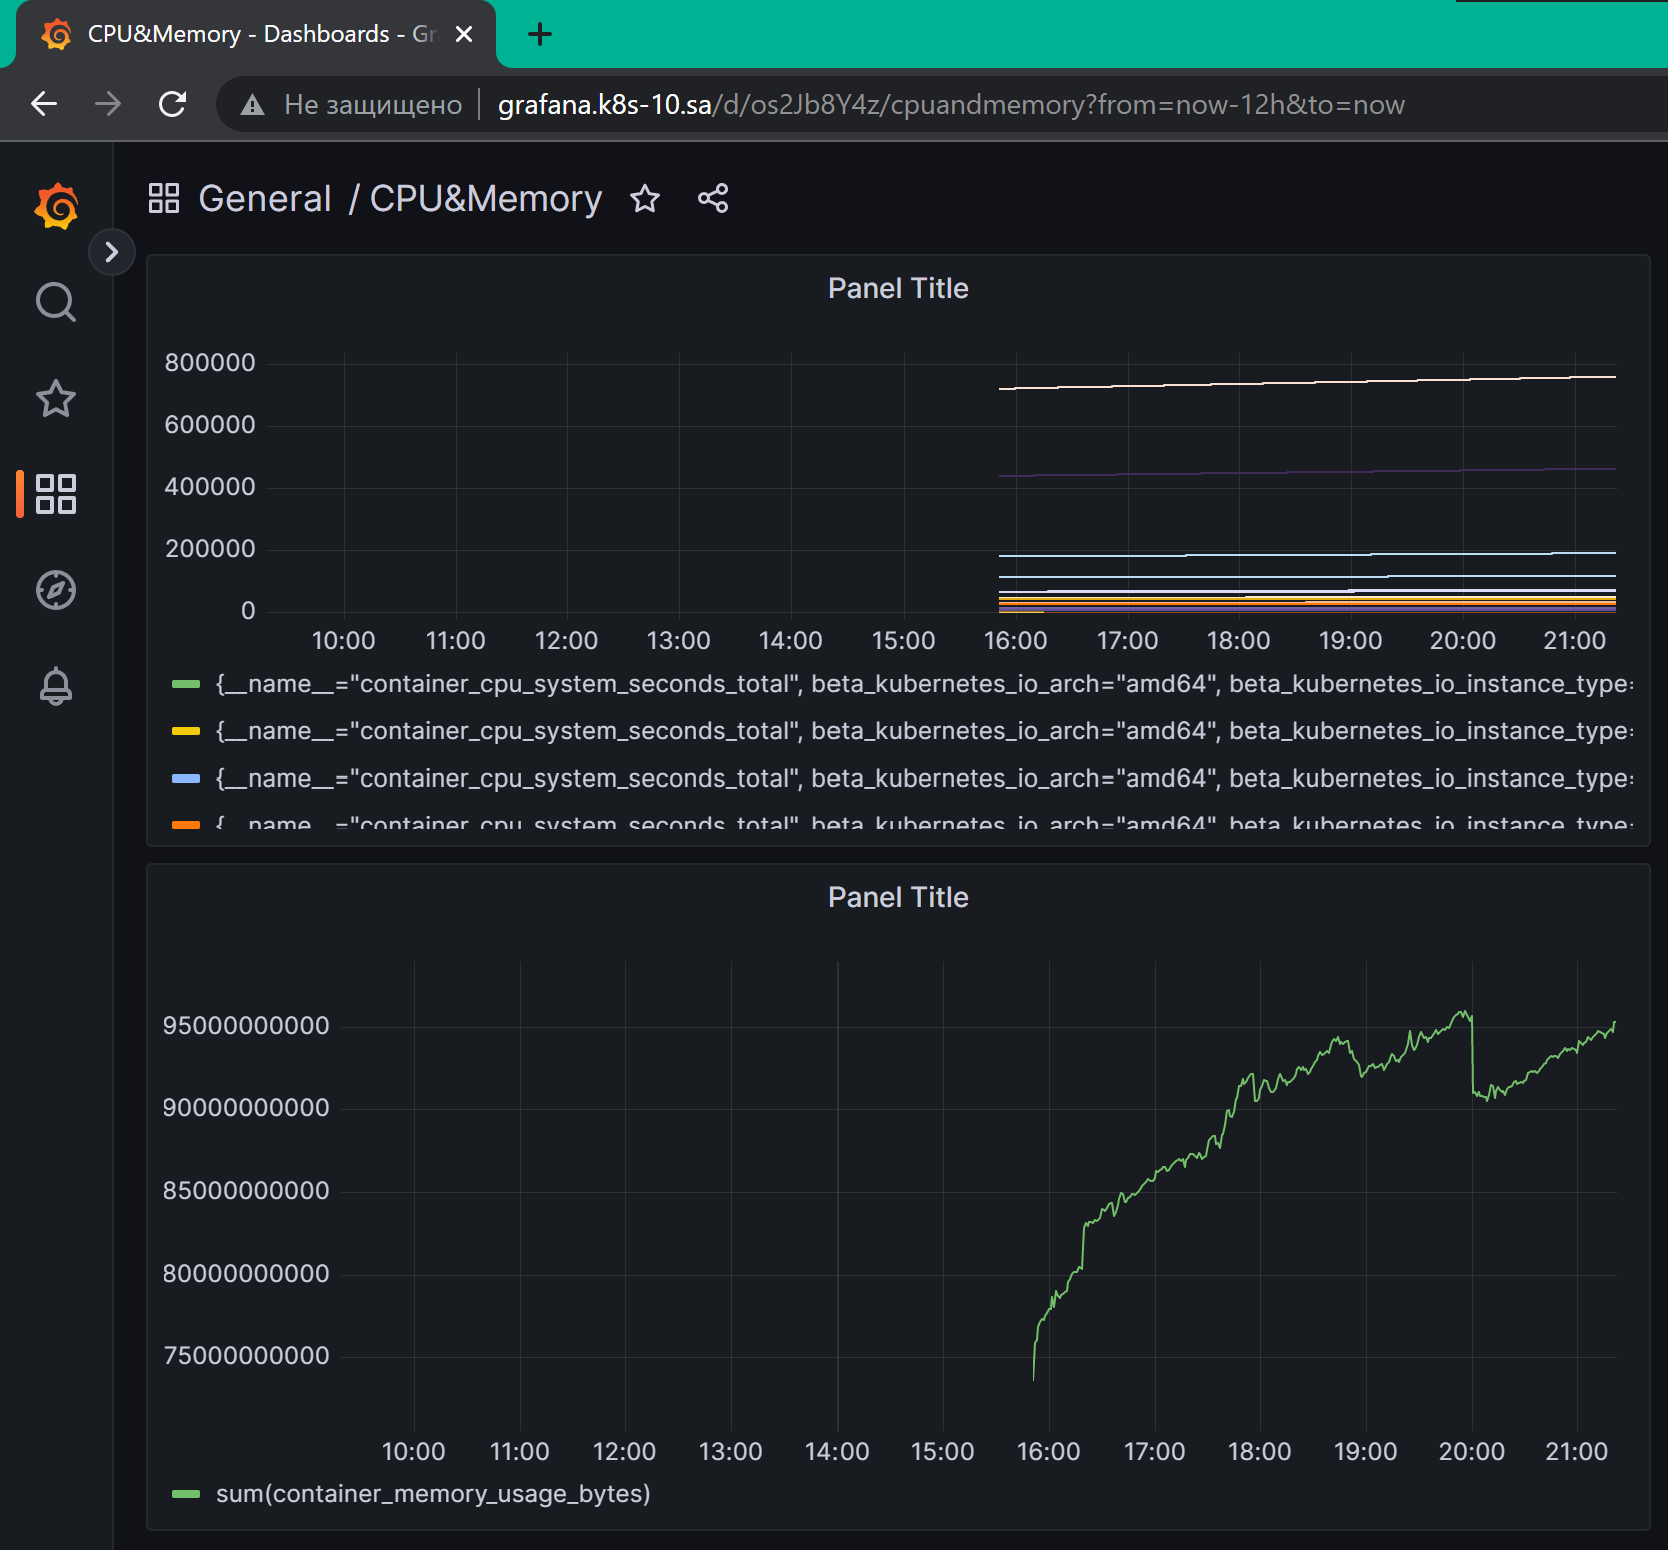 CPU&Memory - Dashboards - Gr
Не защищено grafana.k8s-10.sa/d/os2Jb8Y4z/cpuandmemory?from=now-12h&to=now
General / CPU&Memory
Panel Title
800000
600000
400000
200000
0
10:00 11:00 12:00 13:00 14:00 15:00 16:00 17:00 18:00 19:00 20:00 21:00
{__name__="container_cpu_system_seconds_total", beta_kubernetes_io_arch="amd64", beta_kubernetes_io_instance_type=
{__name__="container_cpu_system_seconds_total", beta_kubernetes_io_arch="amd64", beta_kubernetes_io_instance_type=
{__name__="container_cpu_system_seconds_total", beta_kubernetes_io_arch="amd64", beta_kubernetes_io_instance_type=
{__name__="container_cpu_system_seconds_total", beta_kubernetes_io_arch="amd64", beta_kubernetes_io_instance_type=
Panel Title
95000000000
90000000000
85000000000
80000000000
75000000000
10:00 11:00 12:00 13:00 14:00 15:00 16:00 17:00 18:00 19:00 20:00 21:00
sum(container_memory_usage_bytes)